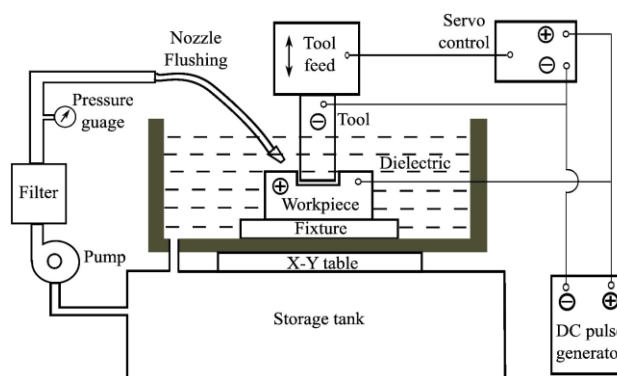 Nozzle
Flushing
Tool
feed
Servo
control
+
−
Pressure
guage
−
Tool
Dielectric
Filter
+
Workpiece
Fixture
Pump
X-Y table
Storage tank
− +
DC pulse
generator